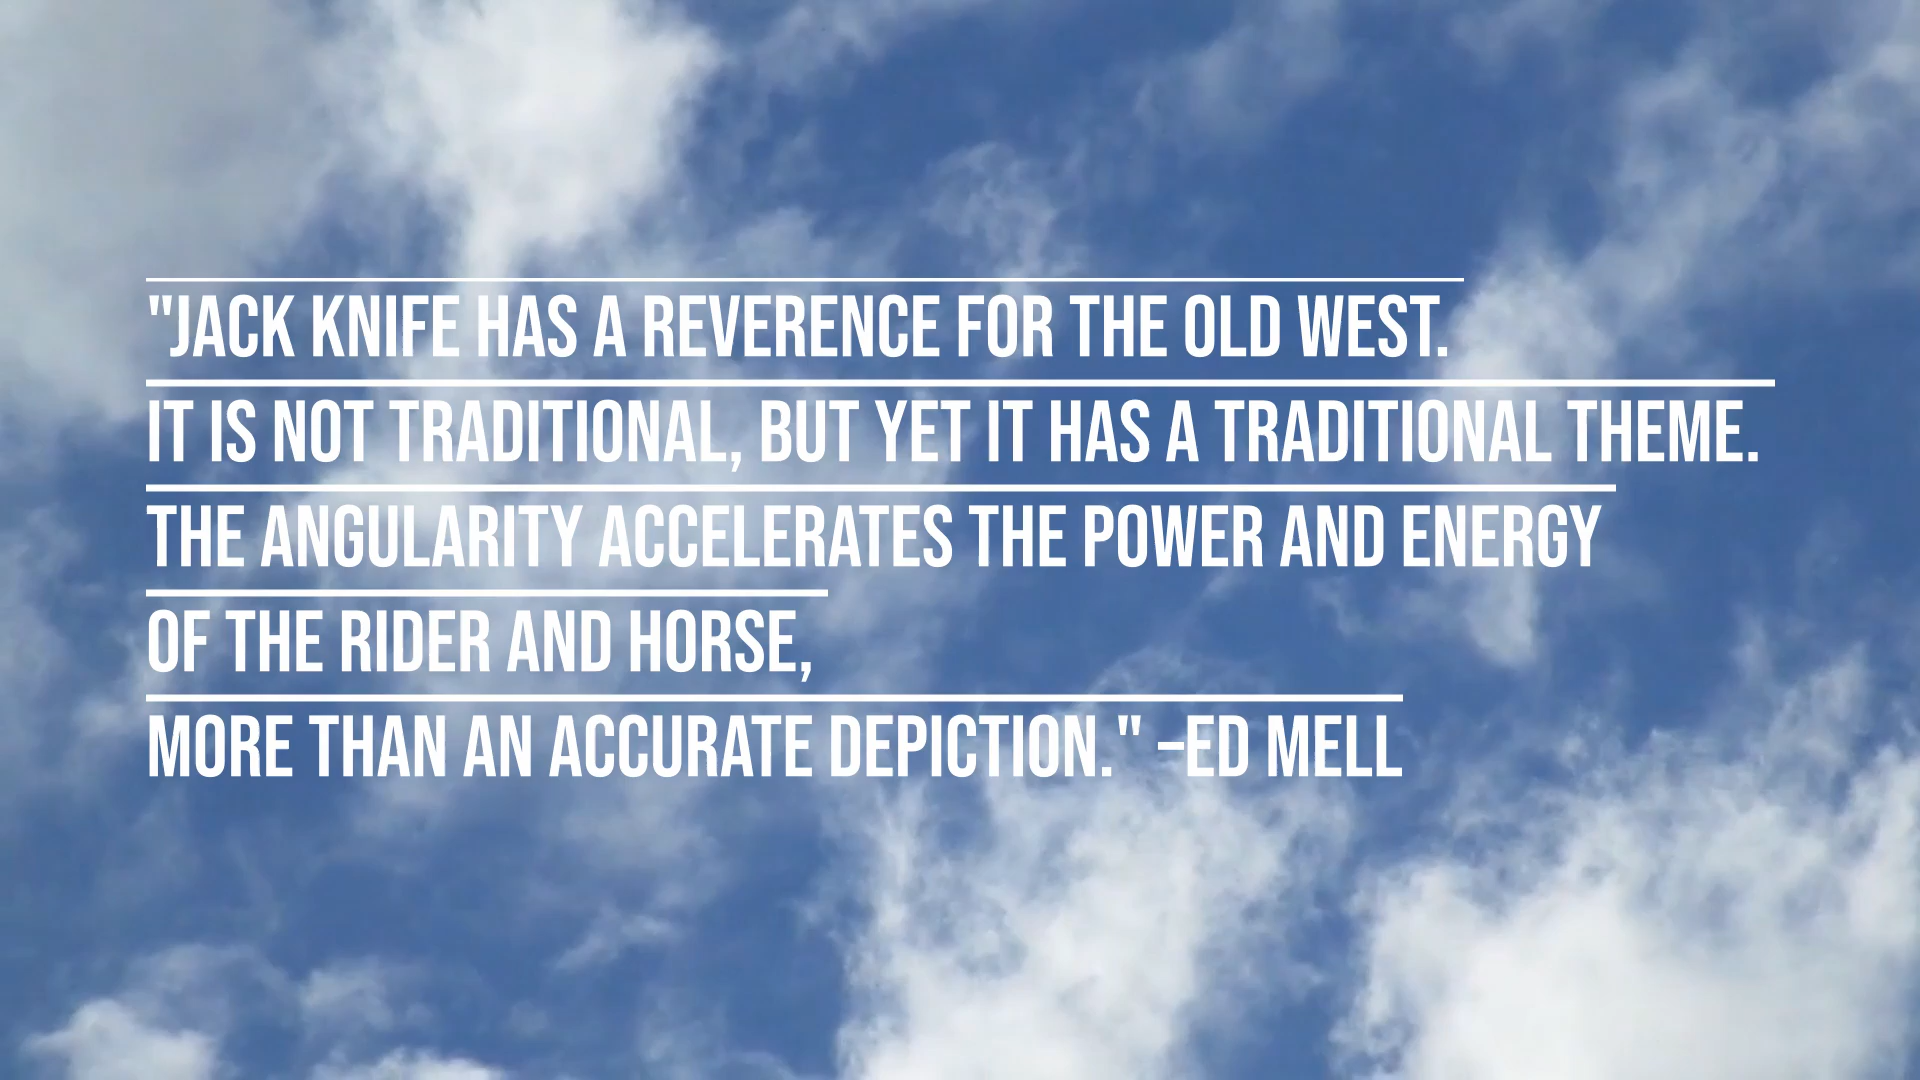 "JACK KNIFE HAS A REVERENCE FOR THE OLD WEST.
IT IS NOT TRADITIONAL, BUT YET IT HAS A TRADITIONAL THEME.
THE ANGULARITY ACCELERATES THE POWER AND ENERGY
OF THE RIDER AND HORSE,
MORE THAN AN ACCURATE DEPICTION." –ED MELL